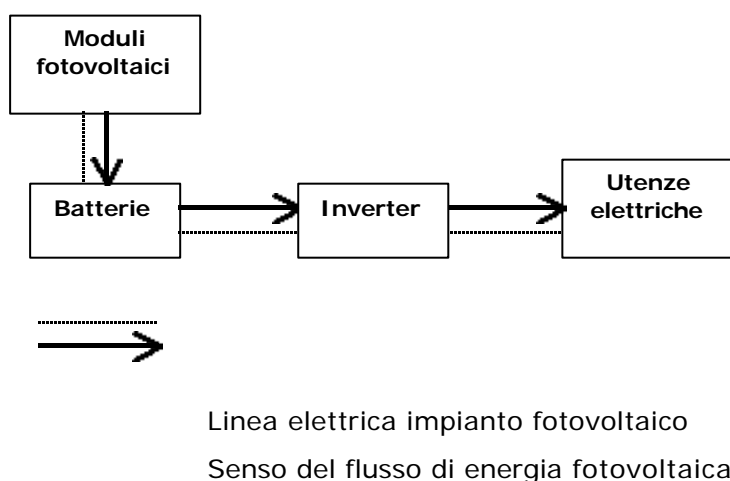 Moduli
fotovoltaici
Batterie
Inverter
Utenze
elettriche
Linea elettrica impianto fotovoltaico
Senso del flusso di energia fotovoltaica